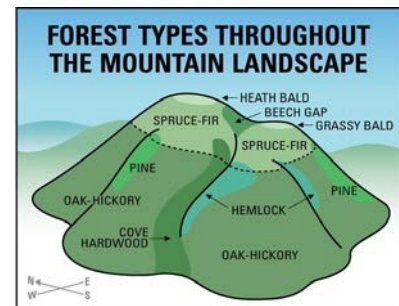 FOREST TYPES THROUGHOUT
THE MOUNTAIN LANDSCAPE
HEATH BALD
BEECH GAP
SPRUCE-FIR
GRASSY BALD
SPRUCE-FIR
PINE
PINE
OAK-HICKORY
HEMLOCK
COVE
HARDWOOD
OAK-HICKORY
N E
W S